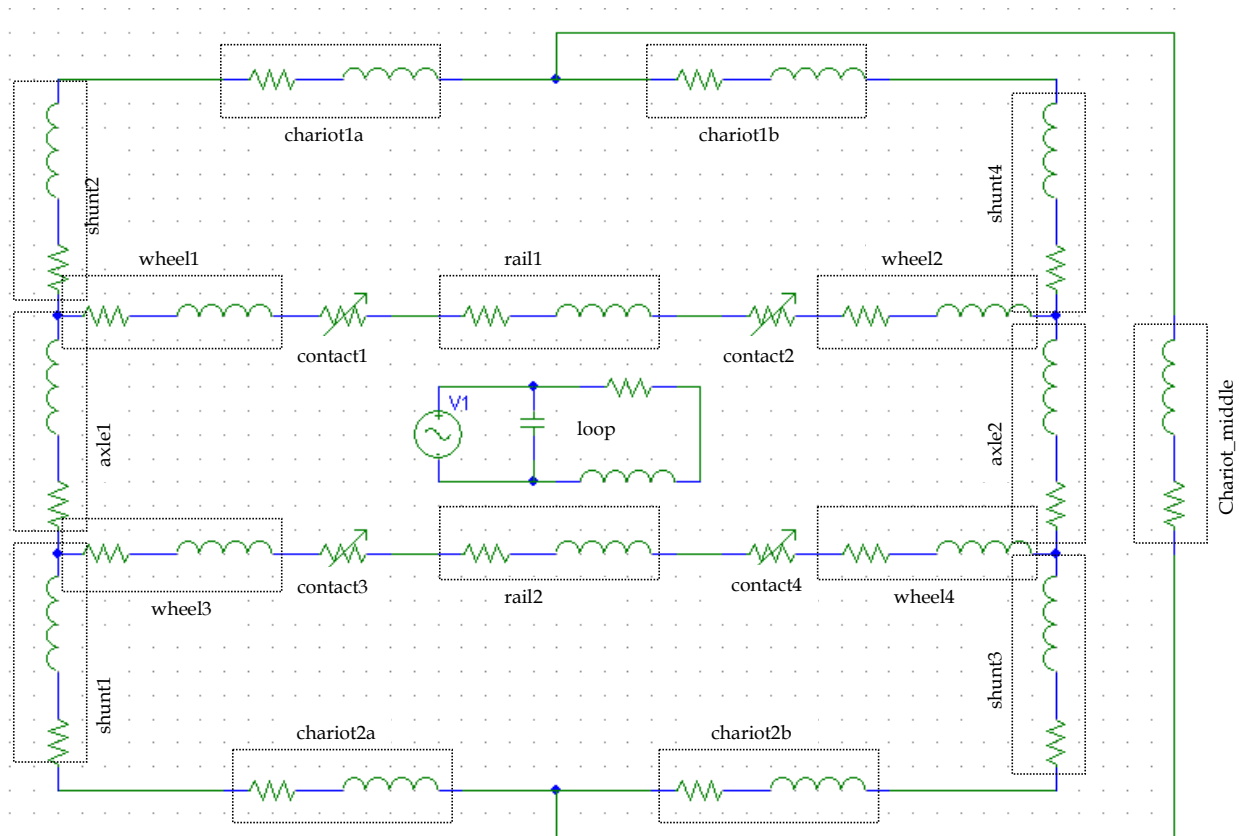 chariot1a
chariot1b
shunt2
shunt4
wheel1
rail1
wheel2
contact1
contact2
V1
loop
axle1
axle2
Chariot_middle
contact3
contact4
wheel3
rail2
wheel4
shunt1
shunt3
chariot2a
chariot2b